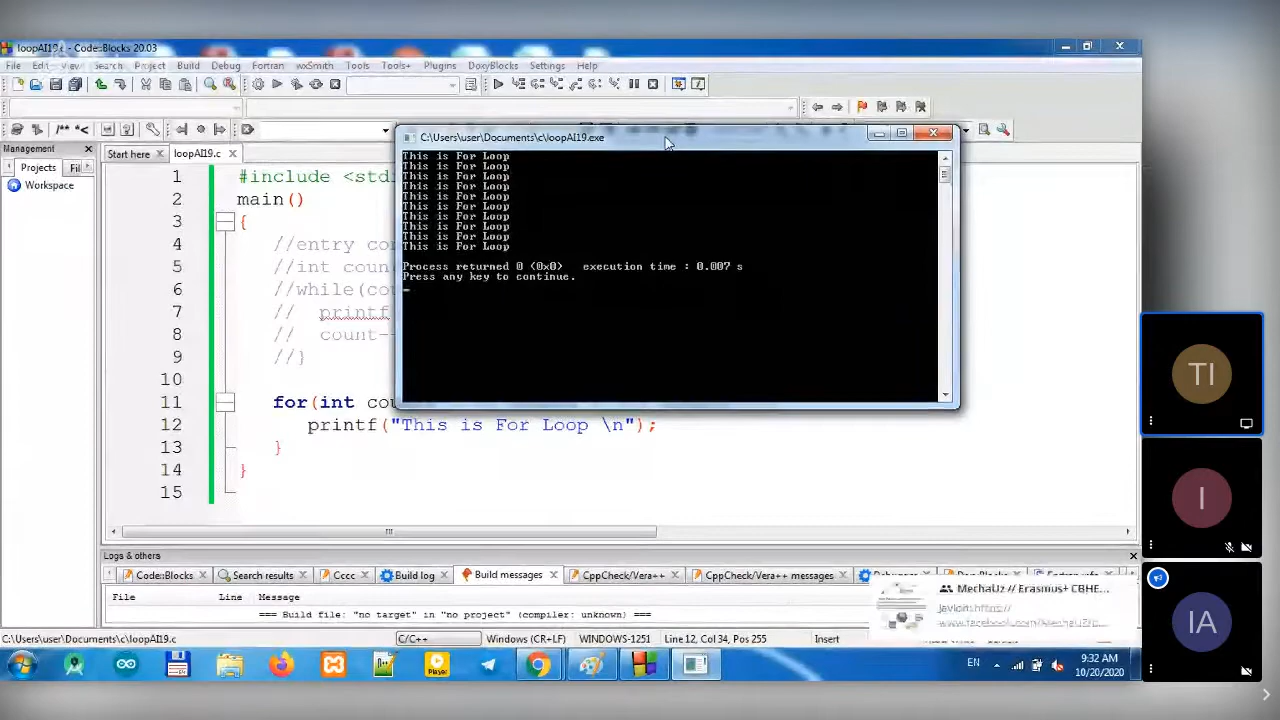 loopAI19.c - Code::Blocks 20.03
File Edit View Search Project Build Debug Fortran wxSmith Tools Tools+ Plugins DoxyBlocks Settings Help
/** *<
Management
Start here
loopAI19.c
Projects
Fil
Workspace
C:\Users\user\Documents\c\loopAI19.exe
This is For Loop
This is For Loop
This is For Loop
This is For Loop
This is For Loop
This is For Loop
This is For Loop
This is For Loop
This is For Loop
This is For Loop
Process returned 0 (0x0)   execution time : 0.007 s
Press any key to continue.
1 #include <std
2 main()
3 {
4 //entry co
5 //int coun
6 //while(co
7 //  printf
8 //  count--
9 //}
10
11 for(int co
12 printf("This is For Loop \n");
13 }
14 }
15
Logs & others
Code::Blocks
Search results
Cccc
Build log
Build messages
CppCheck/Vera++
CppCheck/Vera++ messages
File Line Message
=== Build file: "no target" in "no project" (compiler: unknown) ===
MechaUz // Erasmus+ CBHE...
C:\Users\user\Documents\c\loopAI19.c
C/C++
Windows (CR+LF)
WINDOWS-1251
Line 12, Col 34, Pos 255
Insert
Player
EN
9:32 AM
10/20/2020
TI
I
IA